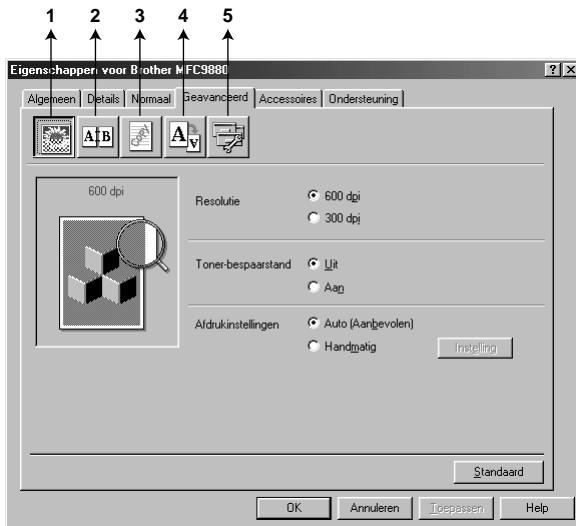 1 2 3 4 5
Eigenschappen voor Brother MFC9880
Algemeen Details Normaal Geavanceerd Accessoires Ondersteuning
A B
copy
A A
600 dpi
Resolutie
600 dpi
300 dpi
Toner-bespaarstand
Uit
Aan
Afdrukinstellingen
Auto (Aanbevolen)
Handmatig
Instelling
Standaard
OK Annuleren Toepassen Help